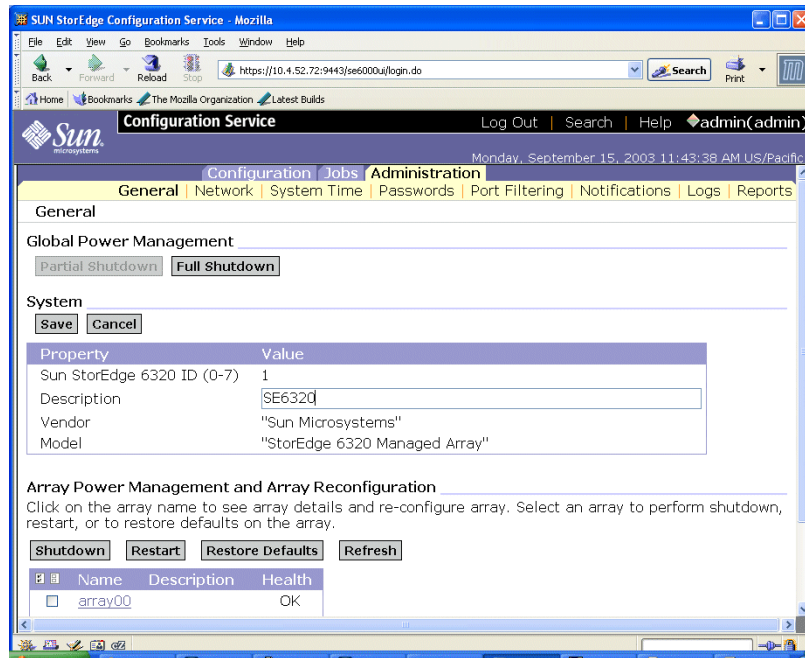 SUN StorEdge Configuration Service - Mozilla
File Edit View Go Bookmarks Tools Window Help
Back Forward Reload Stop https://10.4.52.72:9443/se6000ui/login.do Search Print
Home Bookmarks The Mozilla Organization Latest Builds
Sun microsystems Configuration Service Log Out | Search | Help admin(admin)
Monday, September 15, 2003 11:43:38 AM US/Pacific
Configuration Jobs Administration
General | Network | System Time | Passwords | Port Filtering | Notifications | Logs | Reports
General
Global Power Management
Partial Shutdown Full Shutdown
System
Save Cancel
Property Value
Sun StorEdge 6320 ID (0-7) 1
Description SE6320
Vendor "Sun Microsystems"
Model "StorEdge 6320 Managed Array"
Array Power Management and Array Reconfiguration
Click on the array name to see array details and re-configure array. Select an array to perform shutdown,
restart, or to restore defaults on the array.
Shutdown Restart Restore Defaults Refresh
Name Description Health
array00 OK